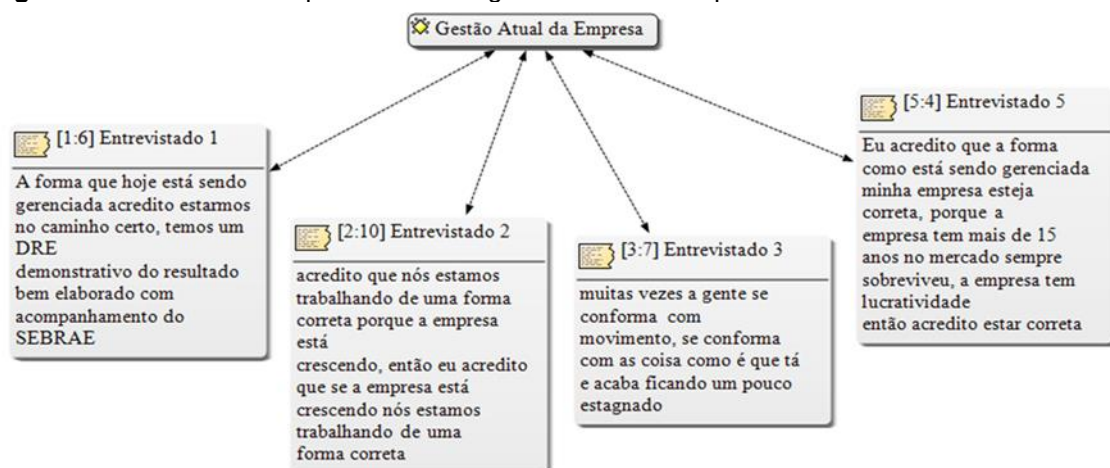 Gestão Atual da Empresa
[1:6] Entrevistado 1
A forma que hoje está sendo
gerenciada acredito estarmos
no caminho certo, temos um
DRE
demonstrativo do resultado
bem elaborado com
acompanhamento do
SEBRAE
[2:10] Entrevistado 2
acredito que nós estamos
trabalhando de uma forma
correta porque a empresa
está
crescendo, então eu acredito
que se a empresa está
crescendo nós estamos
trabalhando de uma
forma correta
[3:7] Entrevistado 3
muitas vezes a gente se
conforma com
movimento, se conforma
com as coisa como é que tá
e acaba ficando um pouco
estagnado
[5:4] Entrevistado 5
Eu acredito que a forma
como está sendo gerenciada
minha empresa esteja
correta, porque a
empresa tem mais de 15
anos no mercado sempre
sobreviveu, a empresa tem
lucratividade
então acredito estar correta